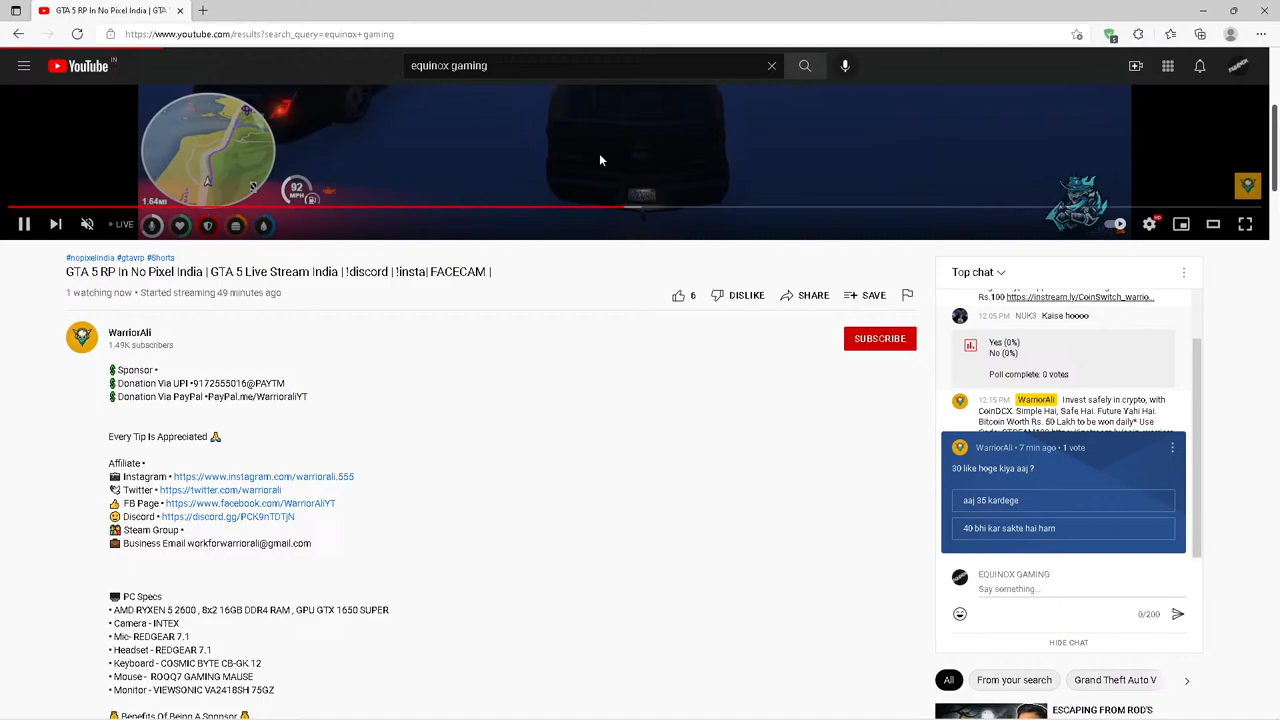 GTA 5 RP In No Pixel India | GTA
https://www.youtube.com/results?search_query=equinox+gaming
YouTube IN
equinox gaming
92
MPH
1.64MI
LIVE
#nopixelindia #gtavrp #Shorts
GTA 5 RP In No Pixel India | GTA 5 Live Stream India | !discord | !insta| FACECAM |
1 watching now • Started streaming 49 minutes ago
6 DISLIKE SHARE SAVE
WarriorAli
1.49K subscribers
SUBSCRIBE
Sponsor •
Donation Via UPI •9172555016@PAYTM
Donation Via PayPal •PayPal.me/WarrioraliYT
Every Tip Is Appreciated 🙏
Affiliate •
Instagram • https://www.instagram.com/warriorali.555
Twitter • https://twitter.com/warriorali
FB Page • https://www.facebook.com/WarriorAliYT
Discord • https://discord.gg/PCK9nTDTjN
Steam Group •
Business Email workforwarriorali@gmail.com
PC Specs
• AMD RYXEN 5 2600 , 8x2 16GB DDR4 RAM , GPU GTX 1650 SUPER
• Camera - INTEX
• Mic- REDGEAR 7.1
• Headset - REDGEAR 7.1
• Keyboard - COSMIC BYTE CB-GK 12
• Mouse - ROOQ7 GAMING MAUSE
• Monitor - VIEWSONIC VA2418SH 75GZ
Benefits Of Being A Sponsor
Top chat
Rs.100 https://instream.ly/CoinSwitch_warrio...
12:05 PM NUK3 Kaise hoooo
Yes (0%)
No (0%)
Poll complete: 0 votes
12:15 PM WarriorAli Invest safely in crypto, with
CoinDCX. Simple Hai, Safe Hai. Future Yahi Hai.
Bitcoin Worth Rs. 50 Lakh to be won daily* Use
WarriorAli • 7 min ago • 1 vote
30 like hoge kiya aaj ?
aaj 35 kardege
40 bhi kar sakte hai ham
EQUINOX GAMING
Say something...
0/200
HIDE CHAT
All From your search Grand Theft Auto V
ESCAPING FROM ROD'S